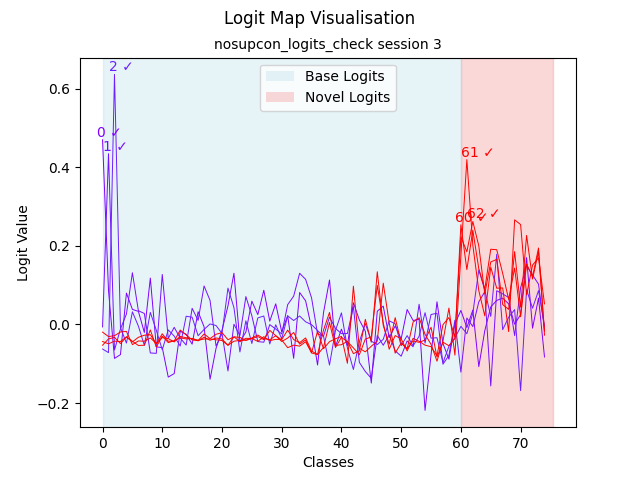 Logit Map Visualisation
nosupcon_logits_check session 3
Base Logits
Novel Logits
2 ✓
0 ✓
1 ✓
61 ✓
60 ✓
62 ✓
Logit Value
0.6
0.4
0.2
0.0
−0.2
0 10 20 30 40 50 60 70
Classes